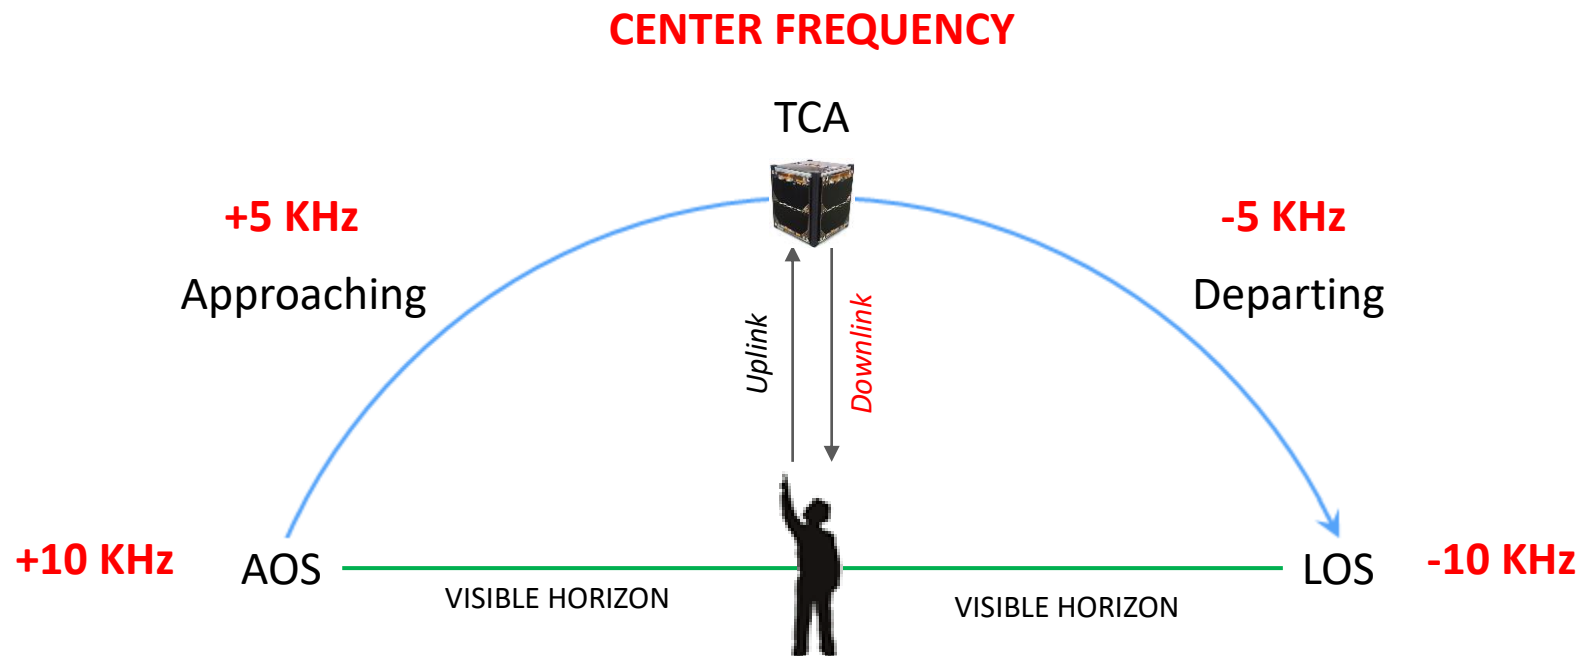 CENTER FREQUENCY
TCA
+5 KHz
-5 KHz
Approaching
Departing
Uplink
Downlink
+10 KHz
AOS
LOS
-10 KHz
VISIBLE HORIZON
VISIBLE HORIZON